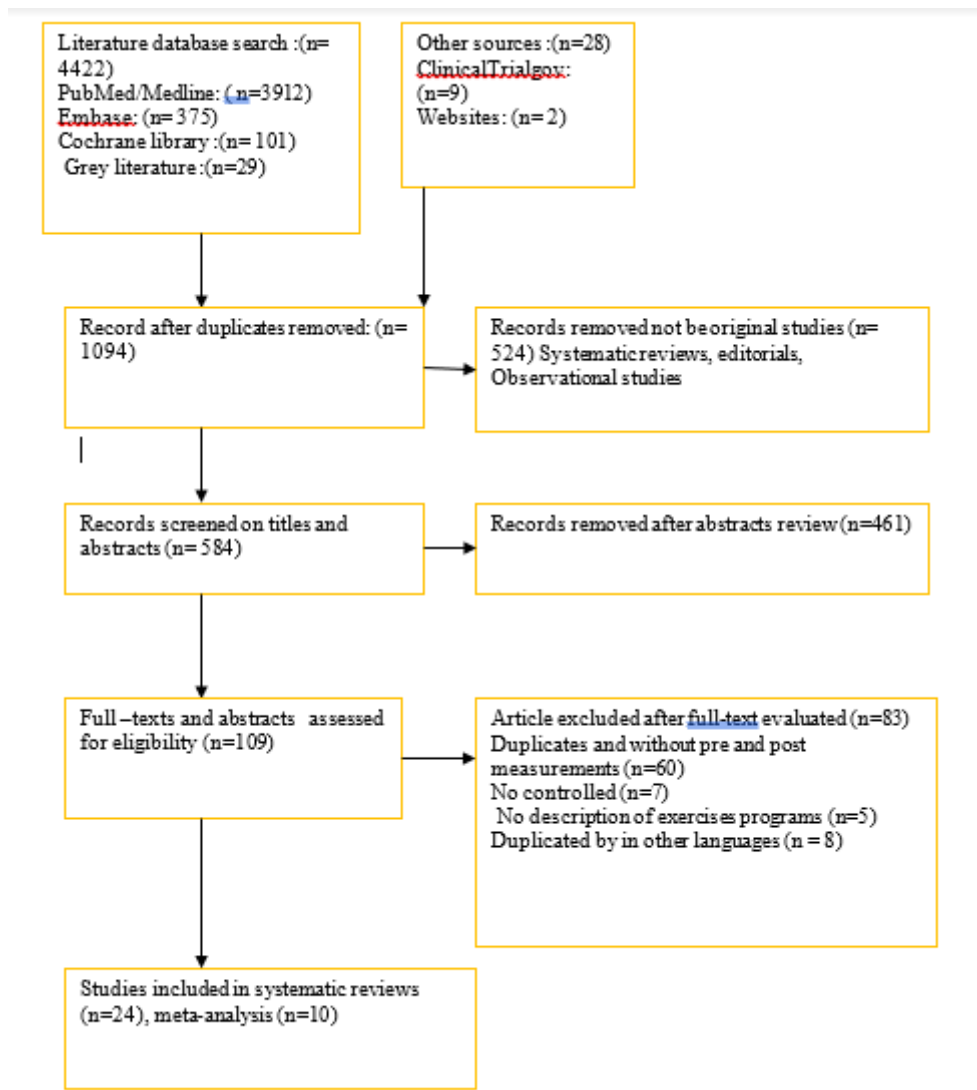 Literature database search :(n=
4422)
PubMed/Medline: ( n=3912)
Embase: (n= 375)
Cochrane library :(n= 101)
Grey literature :(n=29)
Other sources :(n=28)
ClinicalTrialgov:
(n=9)
Websites: (n= 2)
Record after duplicates removed: (n=
1094)
Records removed not be original studies (n=
524) Systematic reviews, editorials,
Observational studies
Records screened on titles and
abstracts (n= 584)
Records removed after abstracts review (n=461)
Full –texts and abstracts assessed
for eligibility (n=109)
Article excluded after full-text evaluated (n=83)
Duplicates and without pre and post
measurements (n=60)
No controlled (n=7)
No description of exercises programs (n=5)
Duplicated by in other languages (n = 8)
Studies included in systematic reviews
(n=24), meta-analysis (n=10)